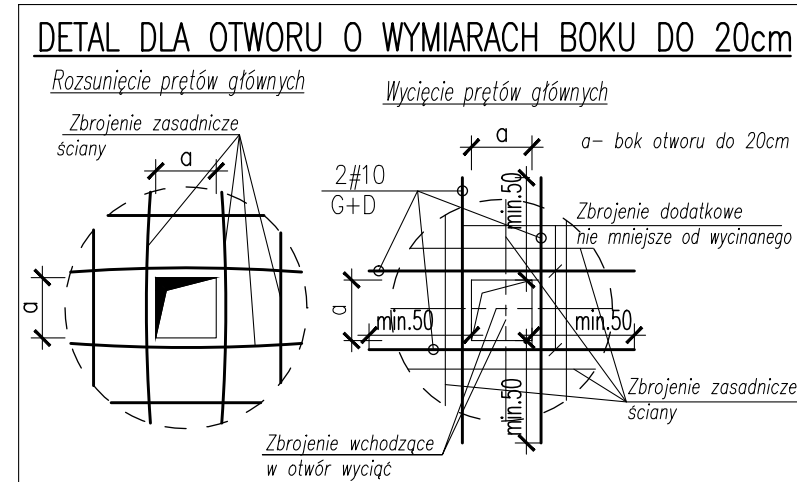 DETAL DLA OTWORU O WYMIARACH BOKU DO 20cm
Rozsunięcie prętów głównych
Zbrojenie zasadnicze
ściany
a
a
Wycięcie prętów głównych
a
a- bok otworu do 20cm
2#10
G+D
min.50
Zbrojenie dodatkowe
nie mniejsze od wycinanego
a
min.50
min.50
min.50
Zbrojenie zasadnicze
ściany
Zbrojenie wchodzące
w otwór wyciąć